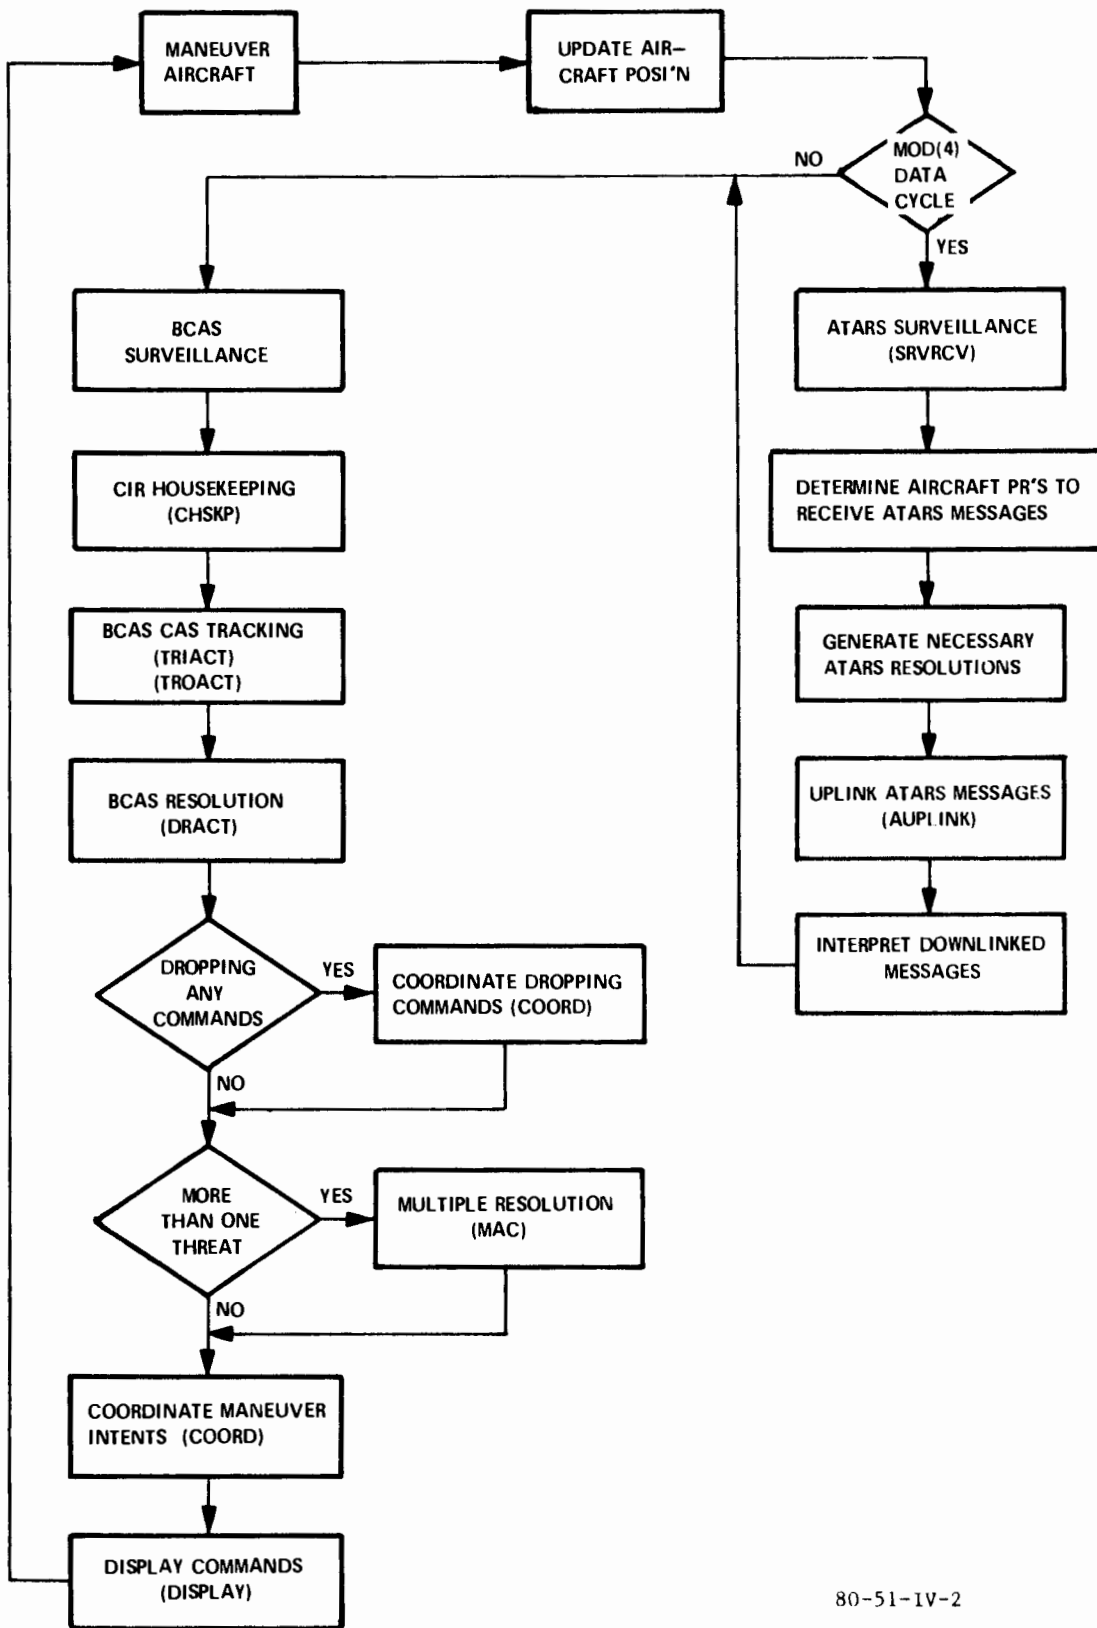 MANEUVER
AIRCRAFT
UPDATE AIR–
CRAFT POSI'N
MOD(4)
DATA
CYCLE
NO
YES
BCAS
SURVEILLANCE
ATARS SURVEILLANCE
(SRVRCV)
CIR HOUSEKEEPING
(CHSKP)
DETERMINE AIRCRAFT PR'S TO
RECEIVE ATARS MESSAGES
BCAS CAS TRACKING
(TRIACT)
(TROACT)
GENERATE NECESSARY
ATARS RESOLUTIONS
BCAS RESOLUTION
(DRACT)
UPLINK ATARS MESSAGES
(AUPLINK)
INTERPRET DOWNLINKED
MESSAGES
DROPPING
ANY
COMMANDS
YES
COORDINATE DROPPING
COMMANDS (COORD)
NO
MORE
THAN ONE
THREAT
YES
MULTIPLE RESOLUTION
(MAC)
NO
COORDINATE MANEUVER
INTENTS (COORD)
DISPLAY COMMANDS
(DISPLAY)
80-51-IV-2